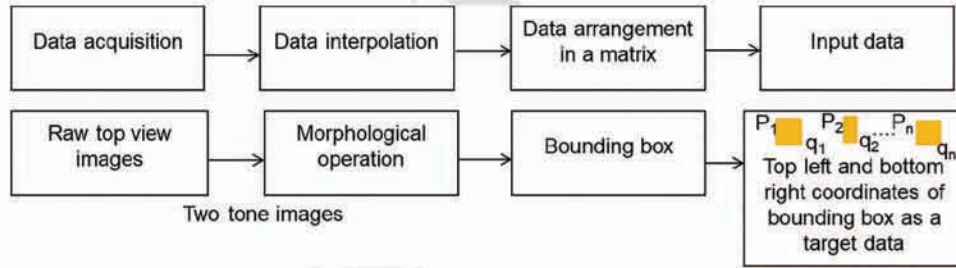 Data acquisition
Data interpolation
Data arrangement
in a matrix
Input data
Raw top view
images
Morphological
operation
Bounding box
P1 q1 P2 q2 .... Pn qn
Top left and bottom
right coordinates of
bounding box as a
target data
Two tone images